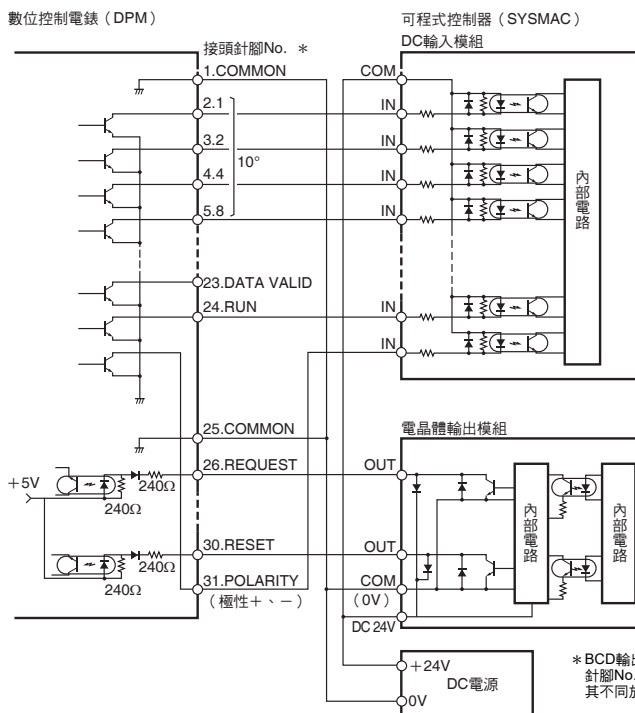 數位控制電錶（DPM）
可程式控制器（SYSMAC）
DC輸入模組
接頭針腳No. ＊
1.COMMON
COM
2.1
IN
3.2
IN
10°
4.4
IN
5.8
IN
內部電路
23.DATA VALID
24.RUN
IN
IN
25.COMMON
電晶體輸出模組
26.REQUEST
OUT
+5V
240Ω
240Ω
內部電路
內部電路
30.RESET
OUT
240Ω
240Ω
31.POLARITY
（極性＋、－）
COM
（0V）
DC 24V
＋24V
DC電源
0V
＊BCD輸出
針腳No.
其不同放